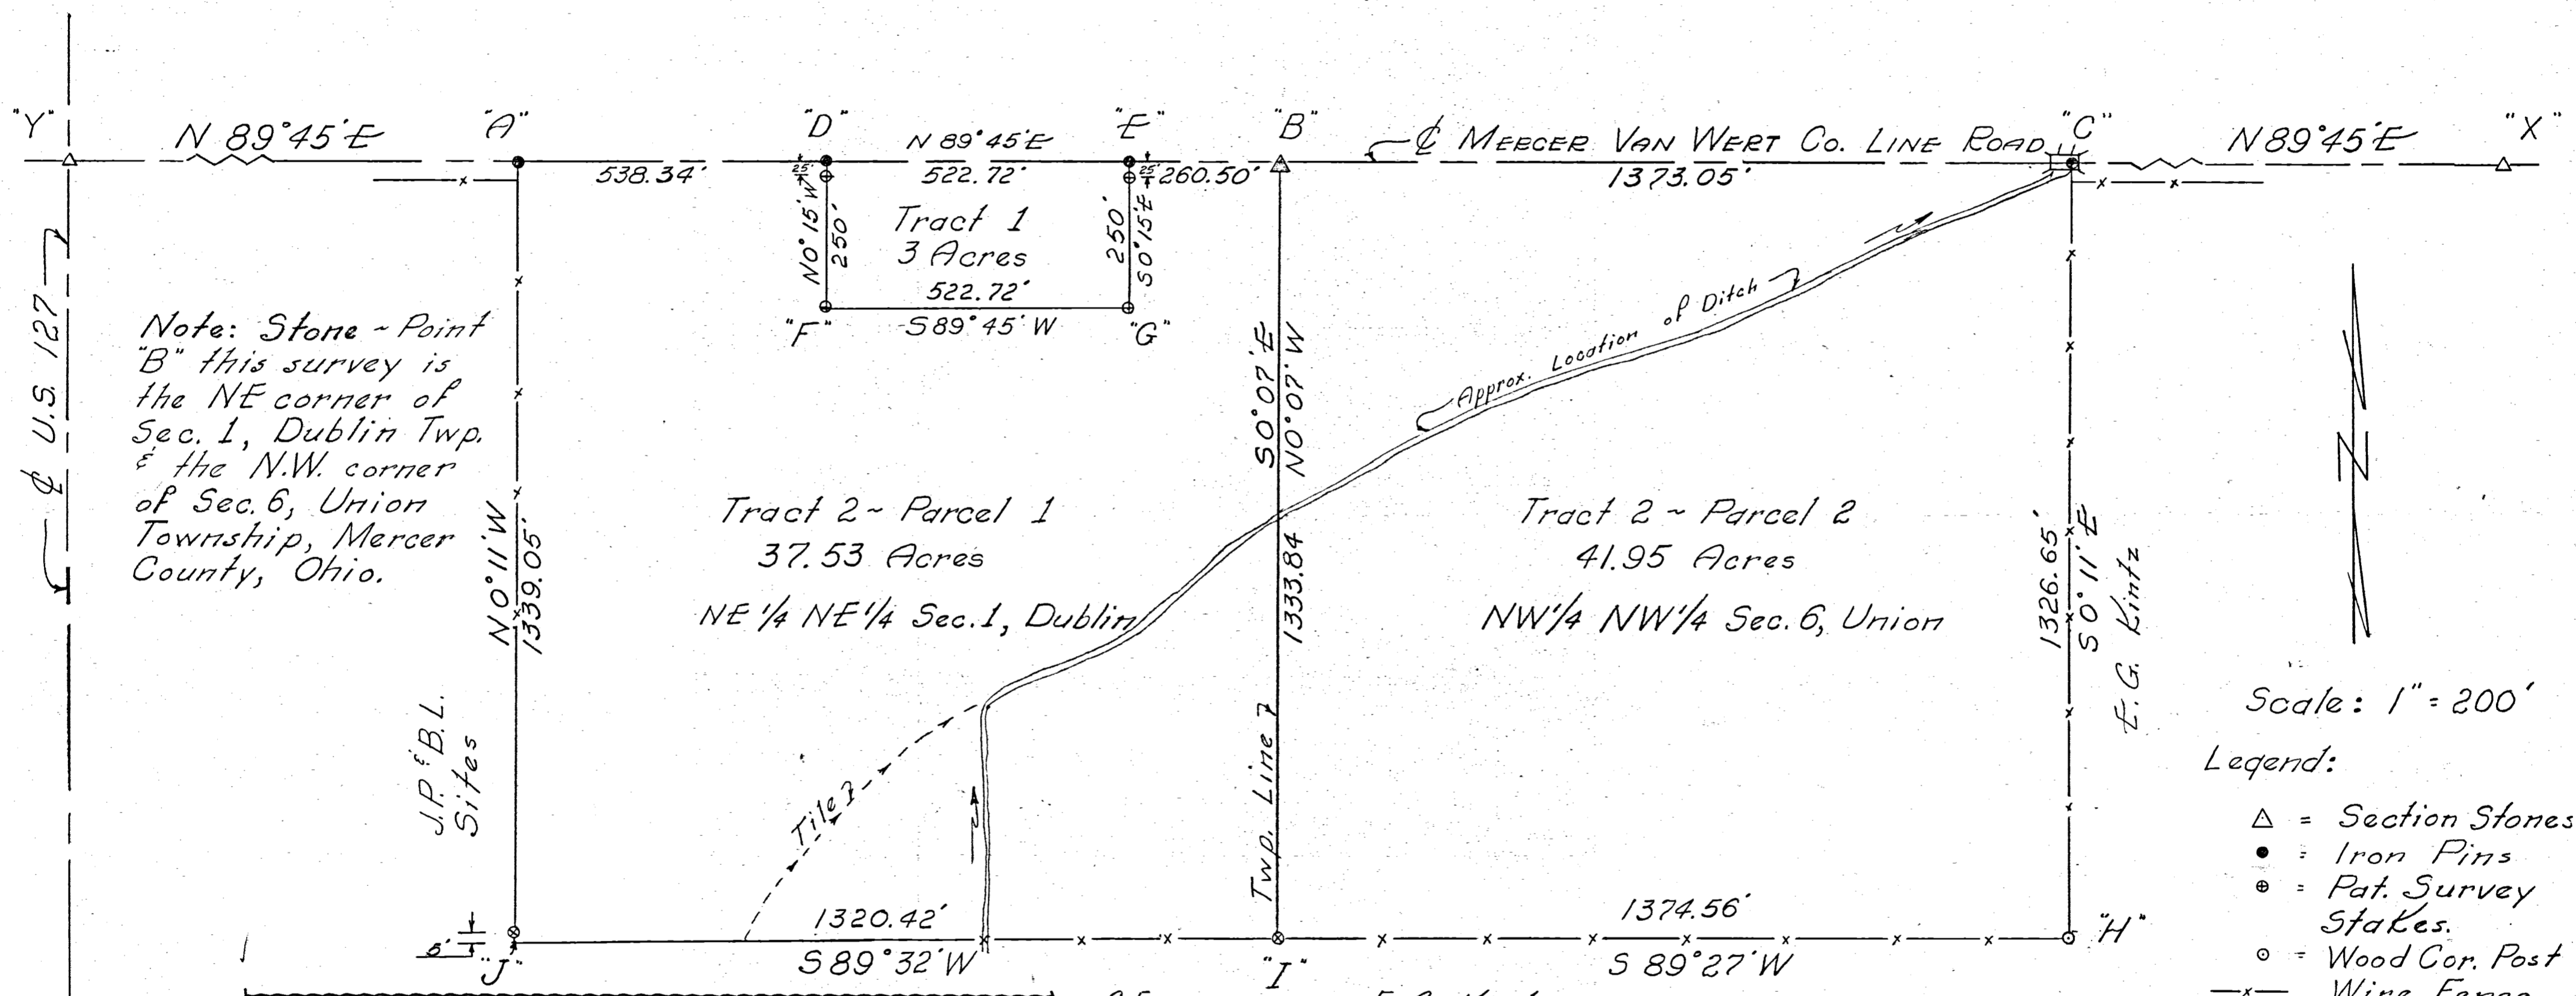 "Y"
N 89°45'E
"A"
"D"
N 89°45'E
"E"
"B"
₵ MERCER VAN WERT CO. LINE ROAD
"C"
N89°45'E
"X"
538.34'
25'
522.72'
25'
260.50'
1373.05'
N0°15'W
250'
Tract 1
3 Acres
250'
S0°15'E
522.72'
"F"
S89°45'W
"G"
₵ U.S. 127
Note: Stone ~ Point
"B" this survey is
the NE corner of
Sec. 1, Dublin Twp.
& the N.W. corner
of Sec. 6, Union
Township, Mercer
County, Ohio.
N0°11'W
1339.05'
S0°07'E
N0°07'W
Approx. Location of Ditch
Tract 2 ~ Parcel 1
37.53 Acres
NE 1/4 NE 1/4 Sec. 1, Dublin
1333.84
Tract 2 ~ Parcel 2
41.95 Acres
NW 1/4 NW 1/4 Sec. 6, Union
1326.65'
S0°11'E
E. G. Kintz
N
J.P. & B.L.
Sites
Tile
Twp. Line
Scale: 1" = 200'
Legend:
△ = Section Stones
● = Iron Pins
⊕ = Pat. Survey
Stakes.
⊙ = Wood Cor. Post
—x— Wire Fence
5'
"J"
1320.42'
S89°32'W
"I"
1374.56'
S 89°27'W
"H"